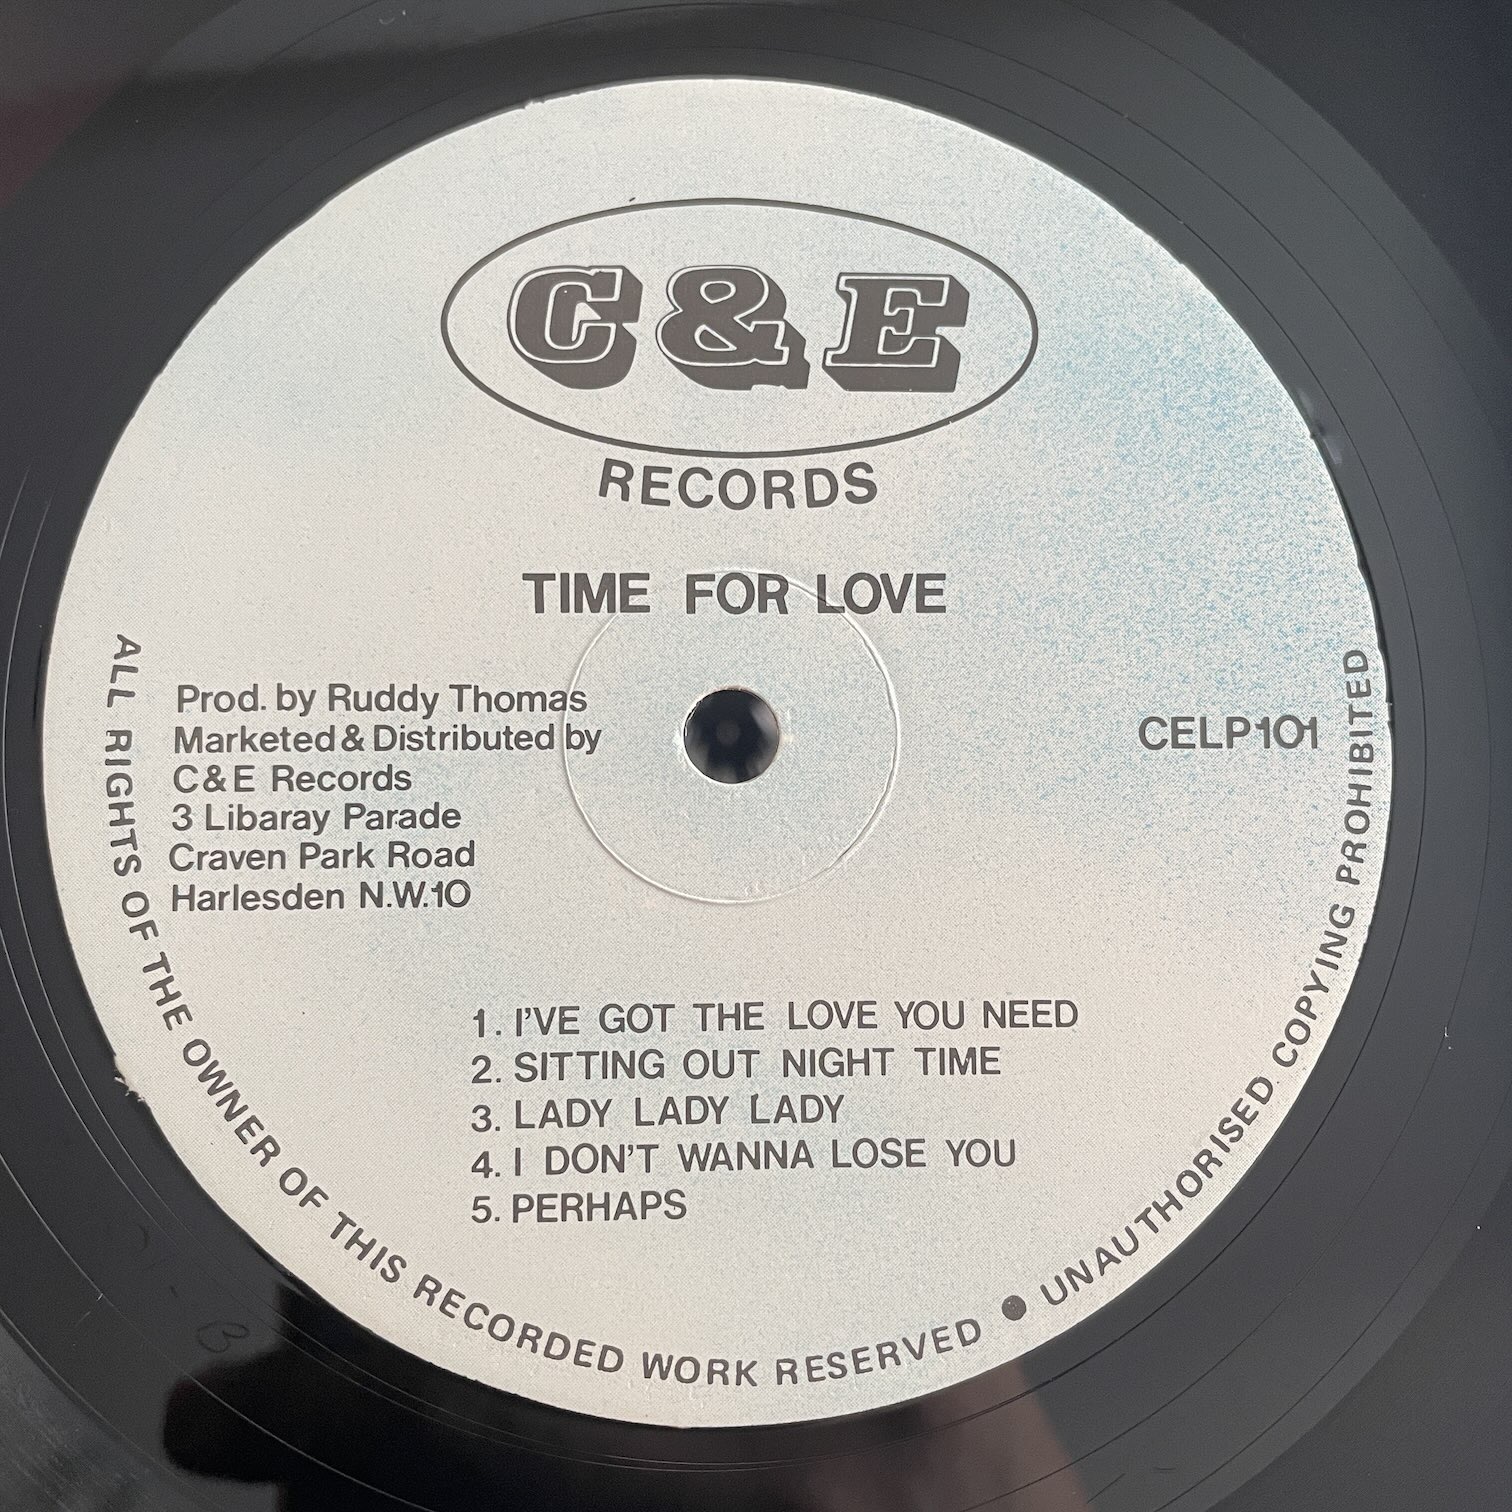 C&E
RECORDS
TIME FOR LOVE
Prod. by Ruddy Thomas
Marketed & Distributed by
C&E Records
3 Libaray Parade
Craven Park Road
Harlesden N.W.10
CELP101
1. I'VE GOT THE LOVE YOU NEED
2. SITTING OUT NIGHT TIME
3. LADY LADY LADY
4. I DON'T WANNA LOSE YOU
5. PERHAPS
ALL RIGHTS OF THE OWNER OF THIS RECORDED WORK RESERVED ● UNAUTHORISED COPYING PROHIBITED